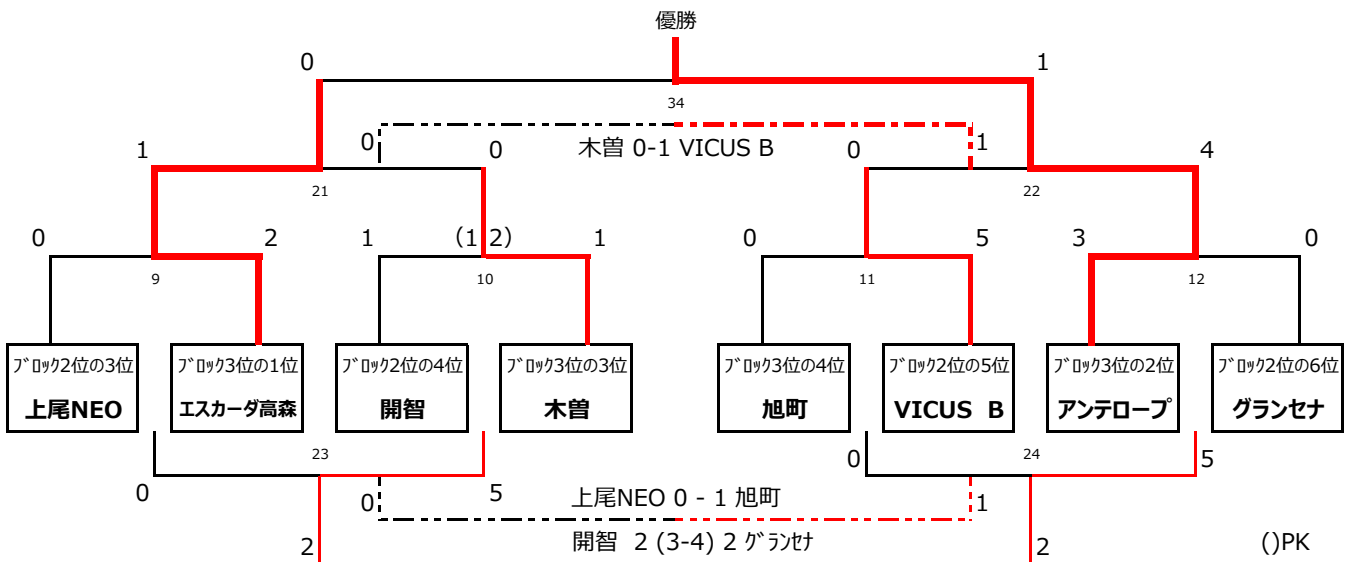 優勝
0 1
34
0 木曽 0-1 VICUS B 1
1 0 0 4
21 22
0 2 1 (1 2) 1 0 5 3 0
9 10 11 12
ブロック2位の3位 ブロック3位の1位 ブロック2位の4位 ブロック3位の3位 ブロック3位の4位 ブロック2位の5位 ブロック3位の2位 ブロック2位の6位
上尾NEO エスカーダ高森 開智 木曽 旭町 VICUS B アンテロープ グランセナ
23 24
0 5 0 5
0 上尾NEO 0 - 1 旭町 1
2 開智 2 (3-4) 2 グランセナ 2 ()PK